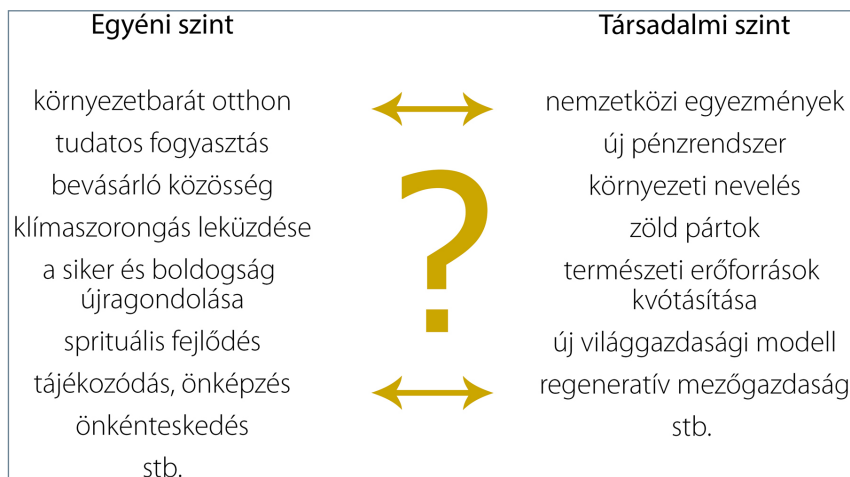 Egyéni szint
környezetbarát otthon
tudatos fogyasztás
bevásárló közösség
klímaszorongás leküzdése
a siker és boldogság
újragondolása
sprituális fejlődés
tájékozódás, önképzés
önkénteskedés
stb.
?
Társadalmi szint
nemzetközi egyezmények
új pénzrendszer
környezeti nevelés
zöld pártok
természeti erőforrások
kvótásítása
új világgazdasági modell
regeneratív mezőgazdaság
stb.